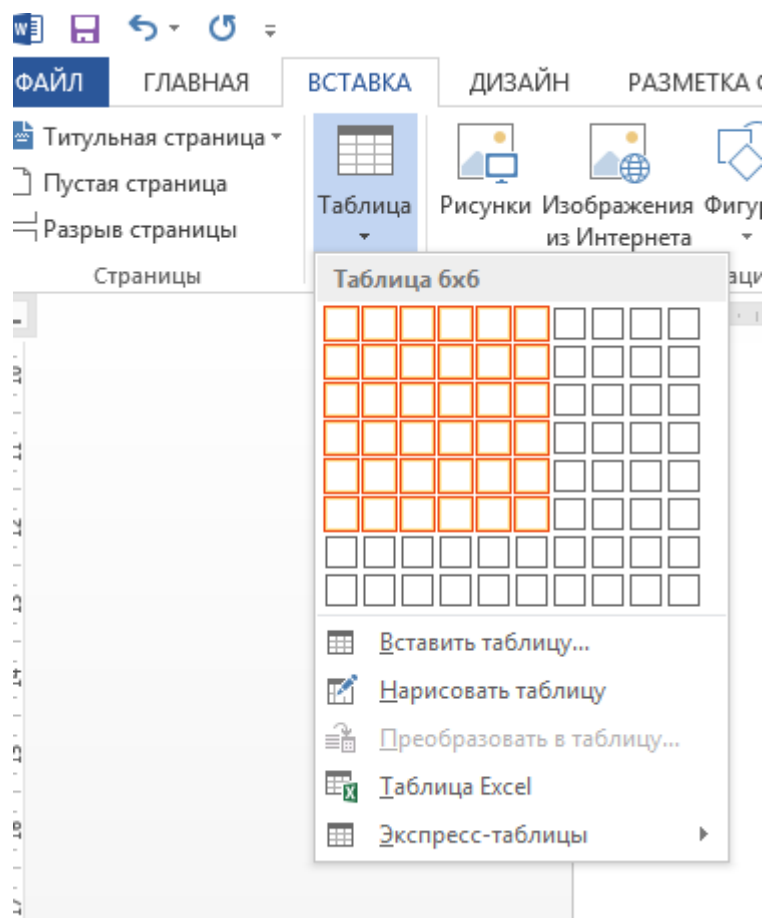 ФАЙЛ ГЛАВНАЯ ВСТАВКА ДИЗАЙН РАЗМЕТКА
Титульная страница
Пустая страница
Разрыв страницы
Страницы
Таблица
Рисунки
Изображения
из Интернета
Таблица 6x6
Вставить таблицу...
Нарисовать таблицу
Преобразовать в таблицу...
Таблица Excel
Экспресс-таблицы